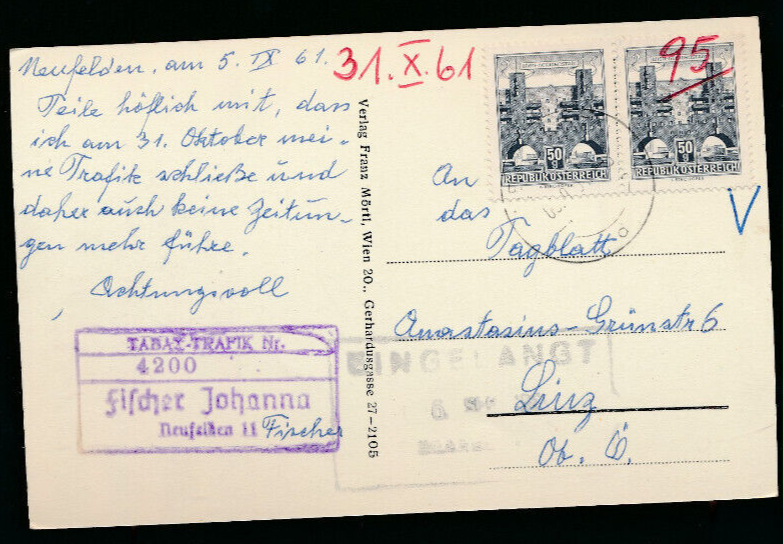 Neufelden, am 5. IX 61.
Teile höflich mit, dass
ich am 31. Oktober mei-
ne Trafik schließe und
daher auch keine Zeitun-
gen mehr führe.
Achtungsvoll
TABAK-TRAFIK Nr.
4200
Fischer Johanna
Neufelden 11
Fischer
31.X.61
Verlag Franz Mörtl, Wien 20., Gerhardusgasse 27-2105
95
50 g
REPUBLIK ÖSTERREICH
50 g
REPUBLIK ÖSTERREICH
V
An
das
Tagblatt
Anastasius-Grünstr 6
Linz
Ob. Ö.
EINGELANGT
6.